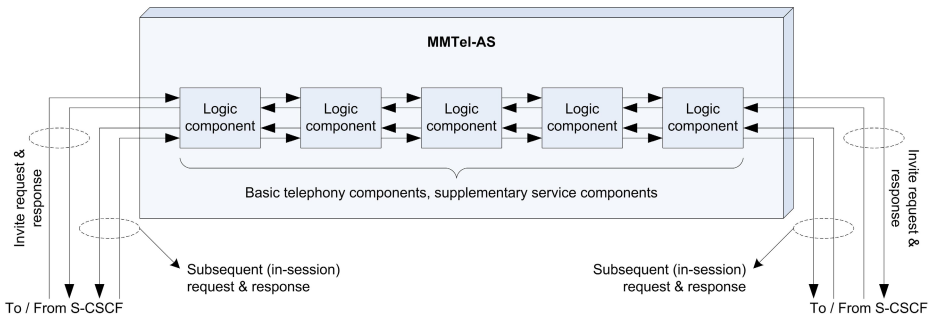 MMTel-AS
Logic
component
Logic
component
Logic
component
Logic
component
Logic
component
Basic telephony components, supplementary service components
Invite request &
response
Invite request &
response
Subsequent (in-session)
request & response
Subsequent (in-session)
request & response
To / From S-CSCF
To / From S-CSCF